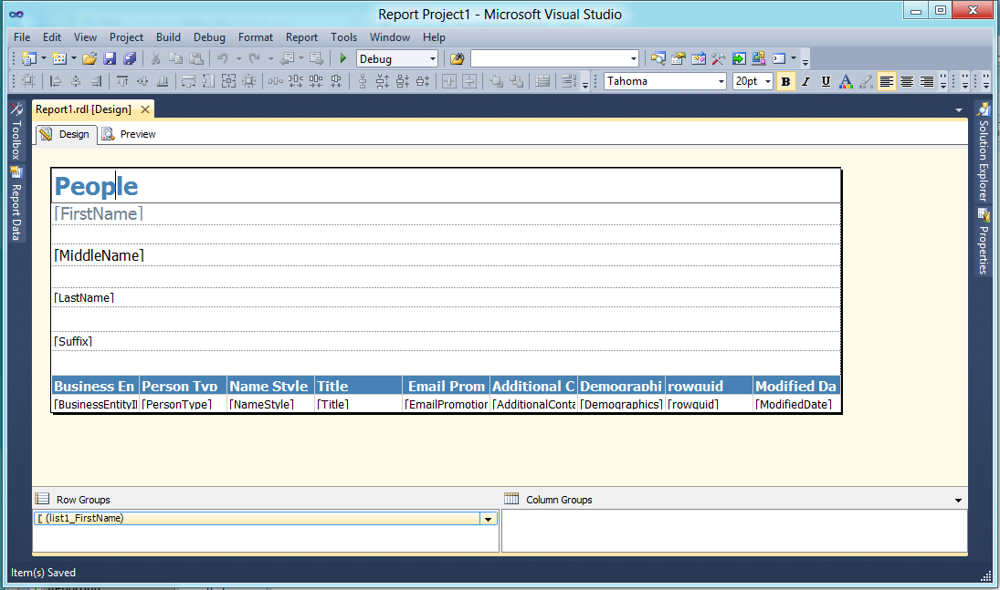 Report Project1 - Microsoft Visual Studio
File Edit View Project Build Debug Format Report Tools Window Help
Debug
Tahoma 20pt B I U A
Report1.rdl [Design]
Design Preview
Toolbox
Report Data
People
[FirstName]
[MiddleName]
[LastName]
[Suffix]
Business En Person Typ Name Style Title Email Prom Additional C Demographi rowguid Modified Da
[BusinessEntityI [PersonType] [NameStyle] [Title] [EmailPromotion [AdditionalConta [Demographics] [rowguid] [ModifiedDate]
Solution Explorer
Properties
Row Groups Column Groups
[ (list1_FirstName)
Item(s) Saved